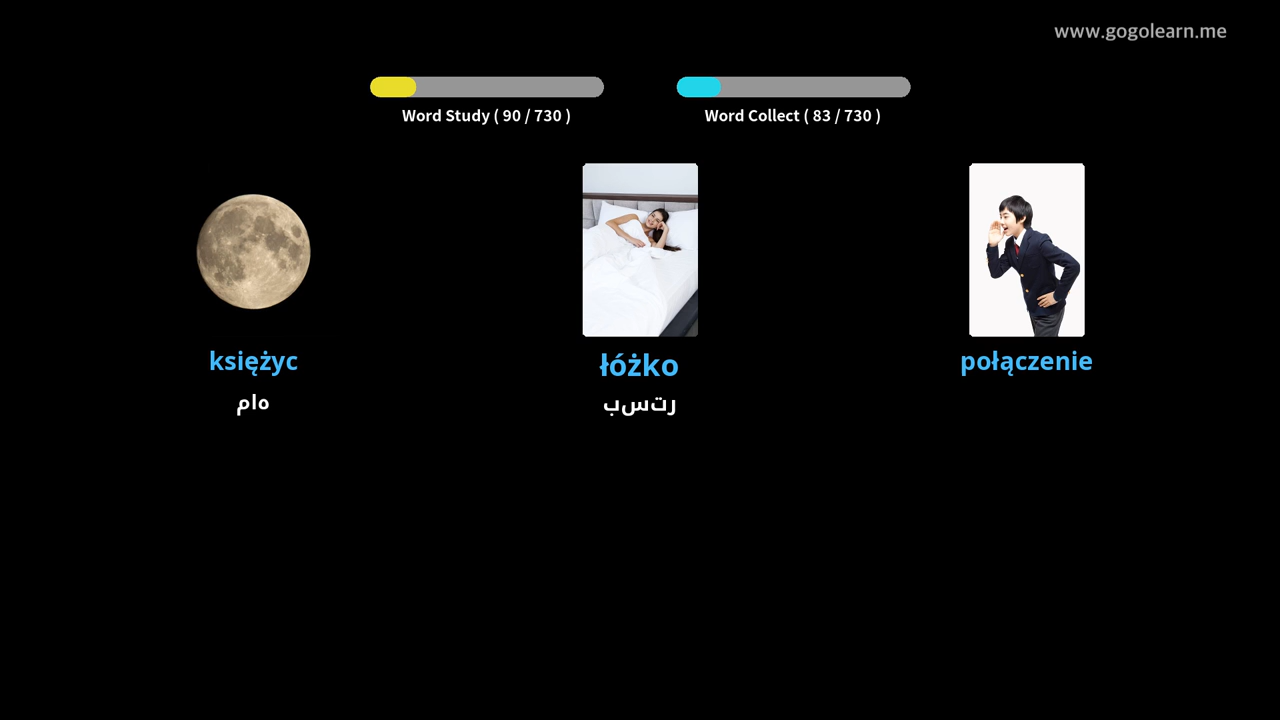 www.gogolearn.me
Word Study ( 90 / 730 )
Word Collect ( 83 / 730 )
księżyc
ماه
łóżko
بستر
połączenie